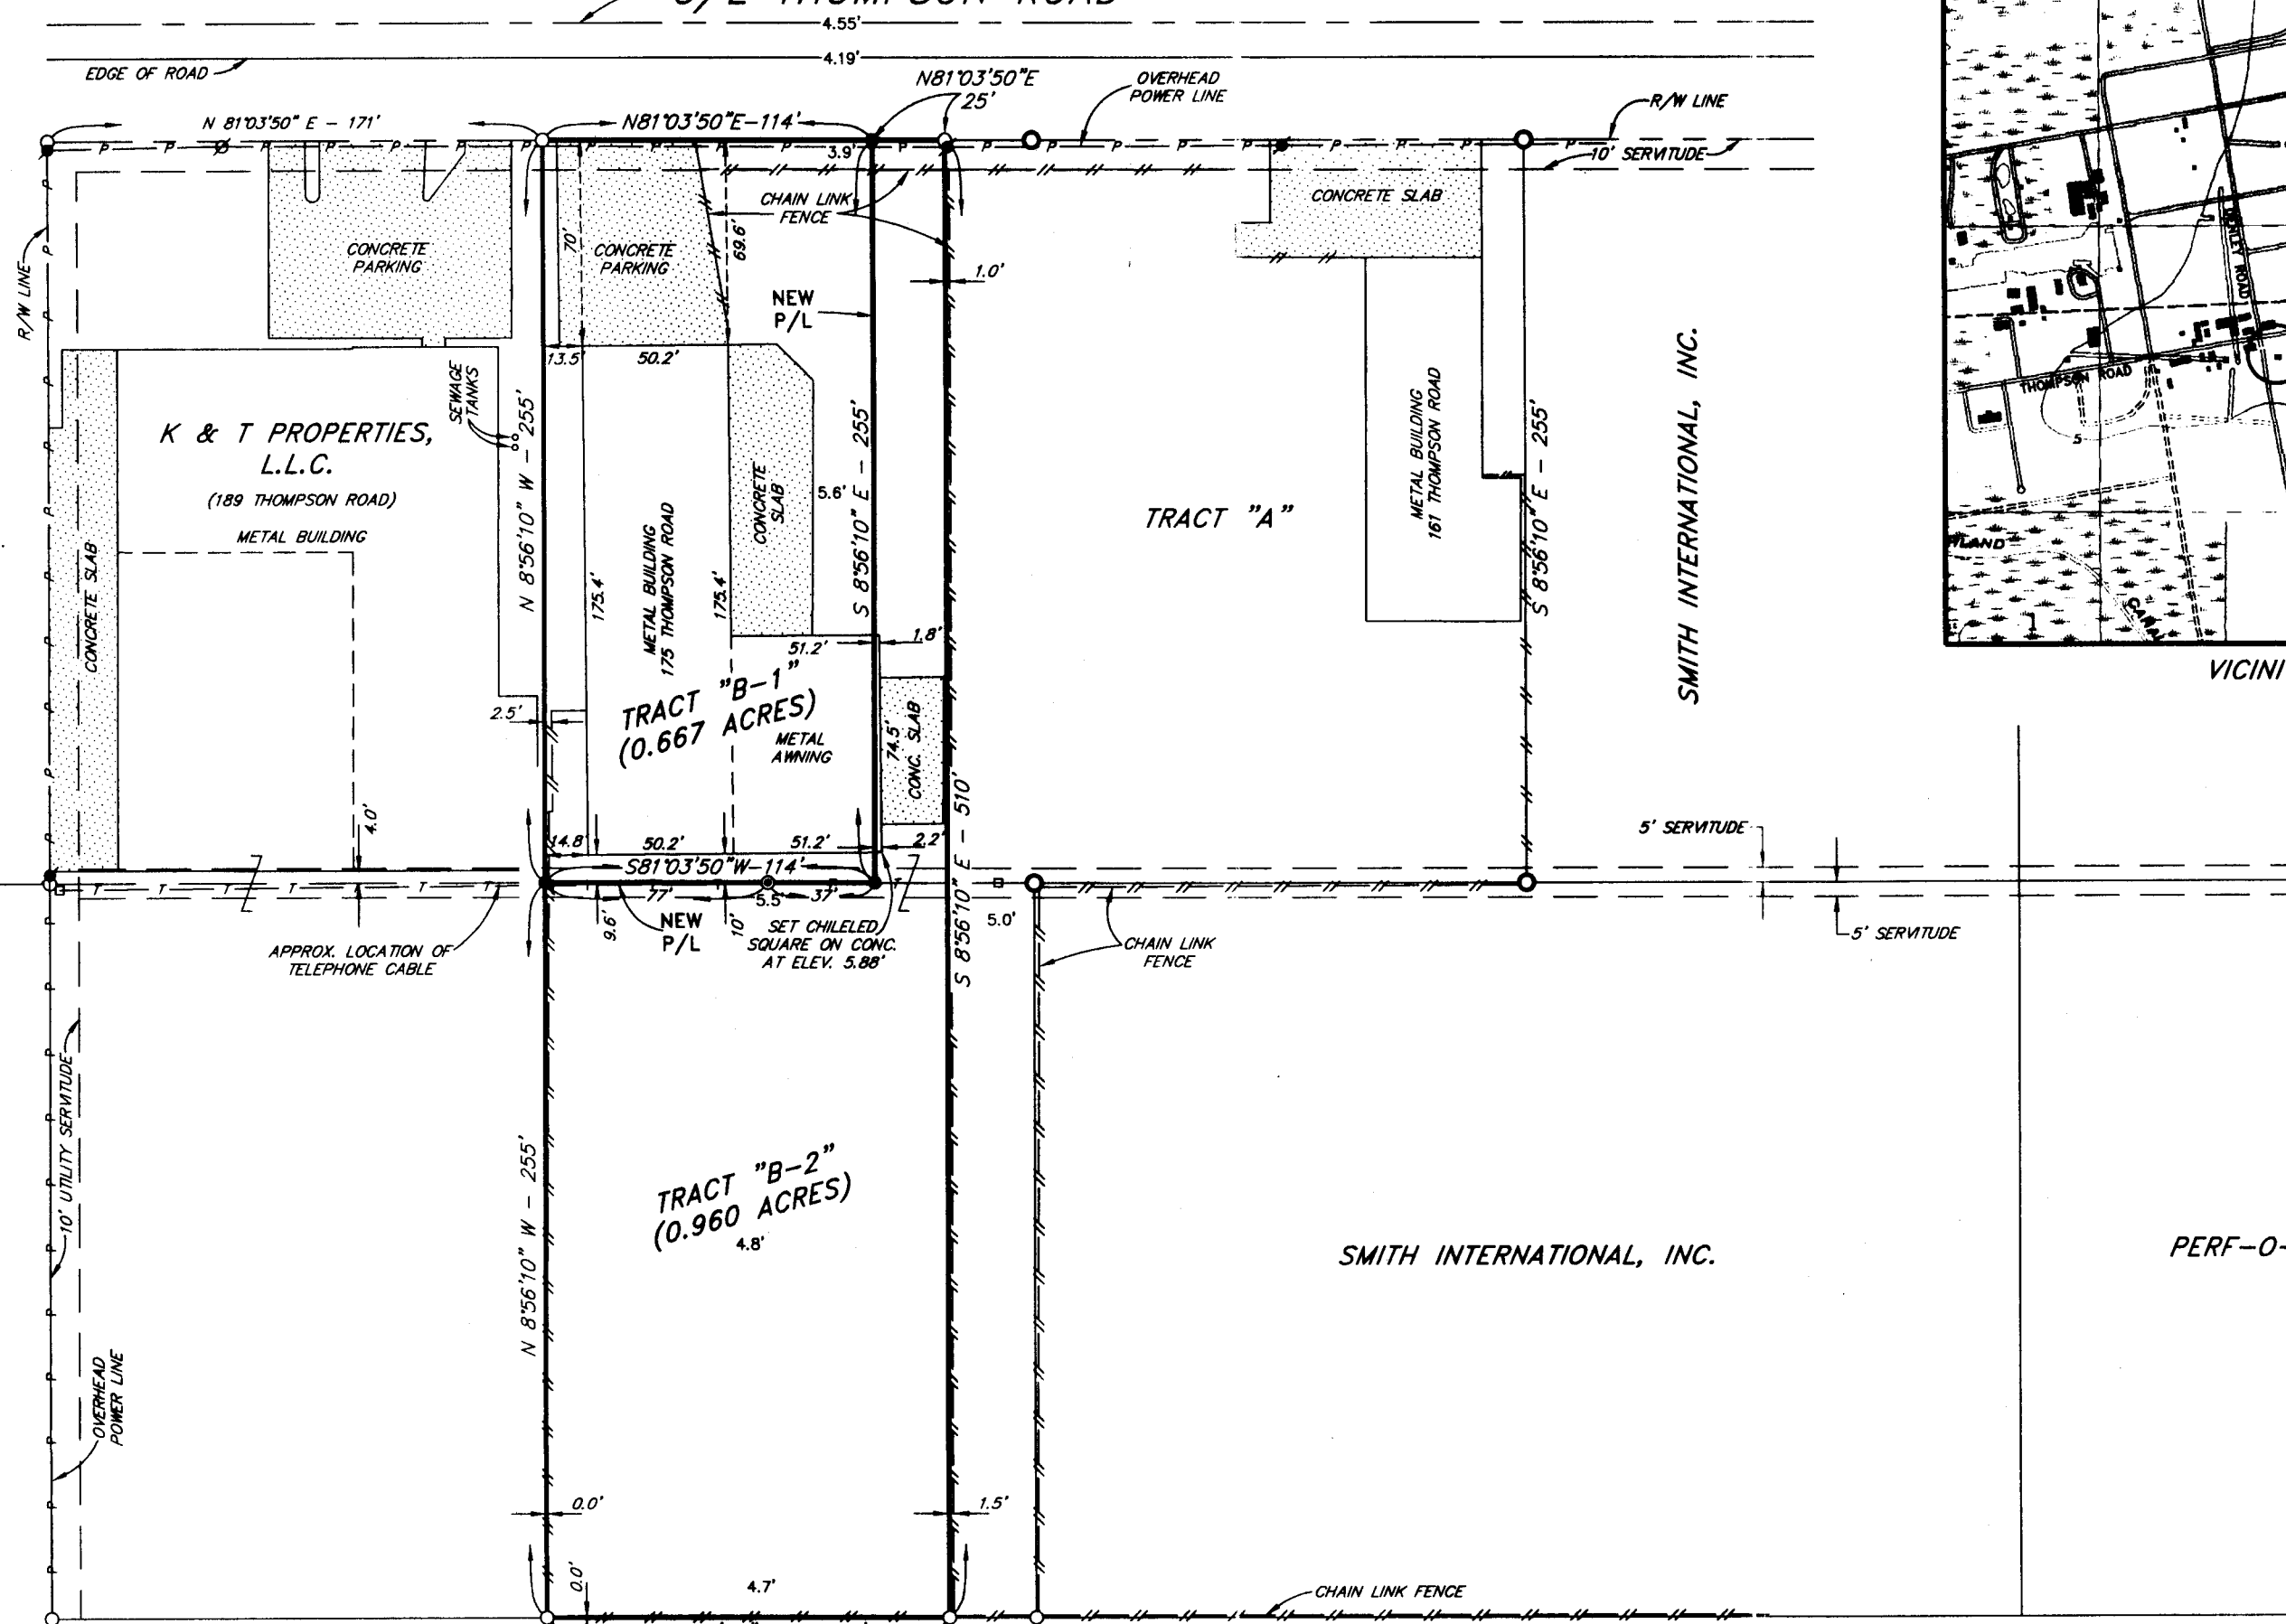 C/L THOMPSON ROAD
4.55'
4.19'
EDGE OF ROAD
N81°03'50"E
25'
OVERHEAD
POWER LINE
R/W LINE
N 81°03'50" E - 171'
N81°03'50"E-114'
3.9'
10' SERVITUDE
CHAIN LINK
FENCE
CONCRETE SLAB
CONCRETE
PARKING
70'
CONCRETE
PARKING
69.6'
R/W LINE
1.0'
NEW
P/L
13.5'
50.2'
SEWAGE
TANKS
K & T PROPERTIES,
L.L.C.
(189 THOMPSON ROAD)
METAL BUILDING
CONCRETE SLAB
N 8°56'10" W - 255'
175.4'
METAL BUILDING
175 THOMPSON ROAD
175.4'
CONCRETE
SLAB
5.6'
S 8°56'10" E - 255'
TRACT "A"
METAL BUILDING
161 THOMPSON ROAD
S 8°56'10" E - 255'
SMITH INTERNATIONAL, INC.
51.2'
1.8'
TRACT "B-1"
(0.667 ACRES)
METAL
AWNING
2.5'
74.5'
CONC. SLAB
S 8°56'10" E - 510'
4.0'
14.8'
50.2'
51.2'
2.2'
S81°03'50"W-114'
5' SERVITUDE
77'
5.5'
37'
9.6'
NEW
P/L
10'
SET CHILELED
SQUARE ON CONC.
AT ELEV. 5.88'
5.0'
APPROX. LOCATION OF
TELEPHONE CABLE
CHAIN LINK
FENCE
5' SERVITUDE
10' UTILITY SERVITUDE
N 8°56'10" W - 255'
TRACT "B-2"
(0.960 ACRES)
4.8'
SMITH INTERNATIONAL, INC.
PERF-O-
OVERHEAD
POWER LINE
0.0'
1.5'
0.0'
4.7'
CHAIN LINK FENCE
DENLEY ROAD
THOMPSON ROAD
5
CANAL
1
VICINI